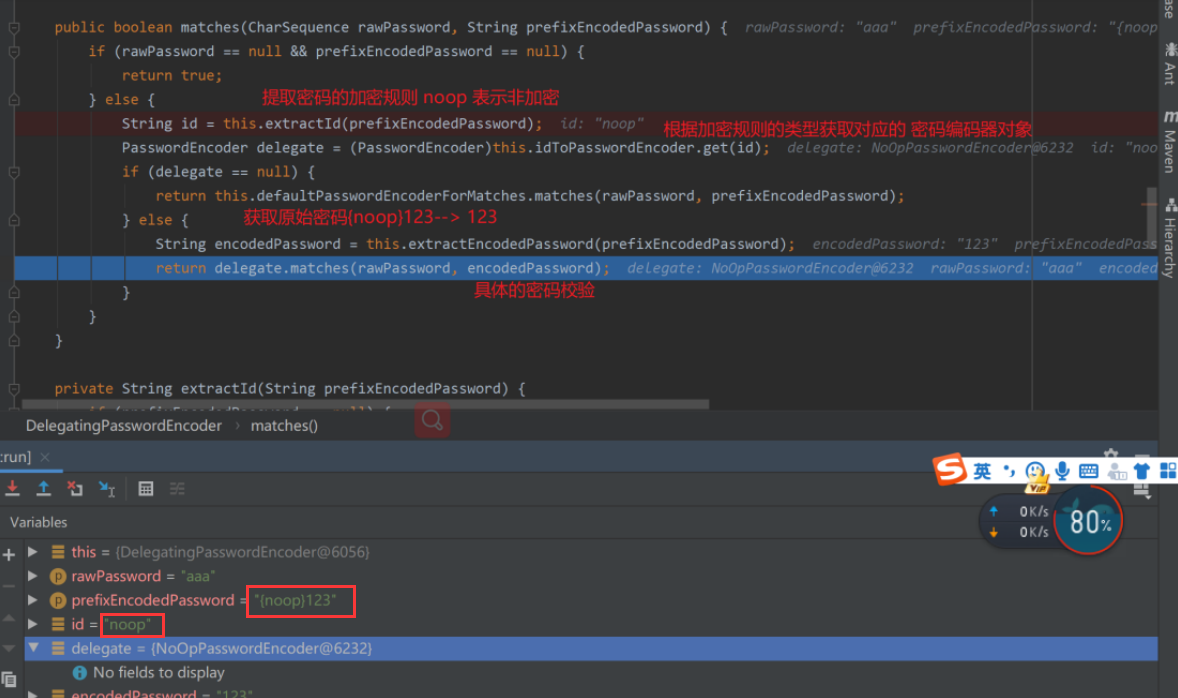 public boolean matches(CharSequence rawPassword, String prefixEncodedPassword) { rawPassword: "aaa" prefixEncodedPassword: "{noop
if (rawPassword == null && prefixEncodedPassword == null) {
return true;
} else {
提取密码的加密规则 noop 表示非加密
String id = this.extractId(prefixEncodedPassword); id: "noop"
根据加密规则的类型获取对应的 密码编码器对象
PasswordEncoder delegate = (PasswordEncoder)this.idToPasswordEncoder.get(id); delegate: NoOpPasswordEncoder@6232 id: "noo
if (delegate == null) {
return this.defaultPasswordEncoderForMatches.matches(rawPassword, prefixEncodedPassword);
} else {
获取原始密码{noop}123--> 123
String encodedPassword = this.extractEncodedPassword(prefixEncodedPassword); encodedPassword: "123" prefixEncodedPass
return delegate.matches(rawPassword, encodedPassword); delegate: NoOpPasswordEncoder@6232 rawPassword: "aaa" encoded
}
具体的密码校验
}
}
private String extractId(String prefixEncodedPassword) {
DelegatingPasswordEncoder › matches()
ase
Ant
Maven
Hierarchy
:run] ×
英
VIP
0K/s
0K/s
80%
Variables
this = {DelegatingPasswordEncoder@6056}
rawPassword = "aaa"
prefixEncodedPassword = "{noop}123"
id = "noop"
delegate = {NoOpPasswordEncoder@6232}
No fields to display
encodedPassword = "123"